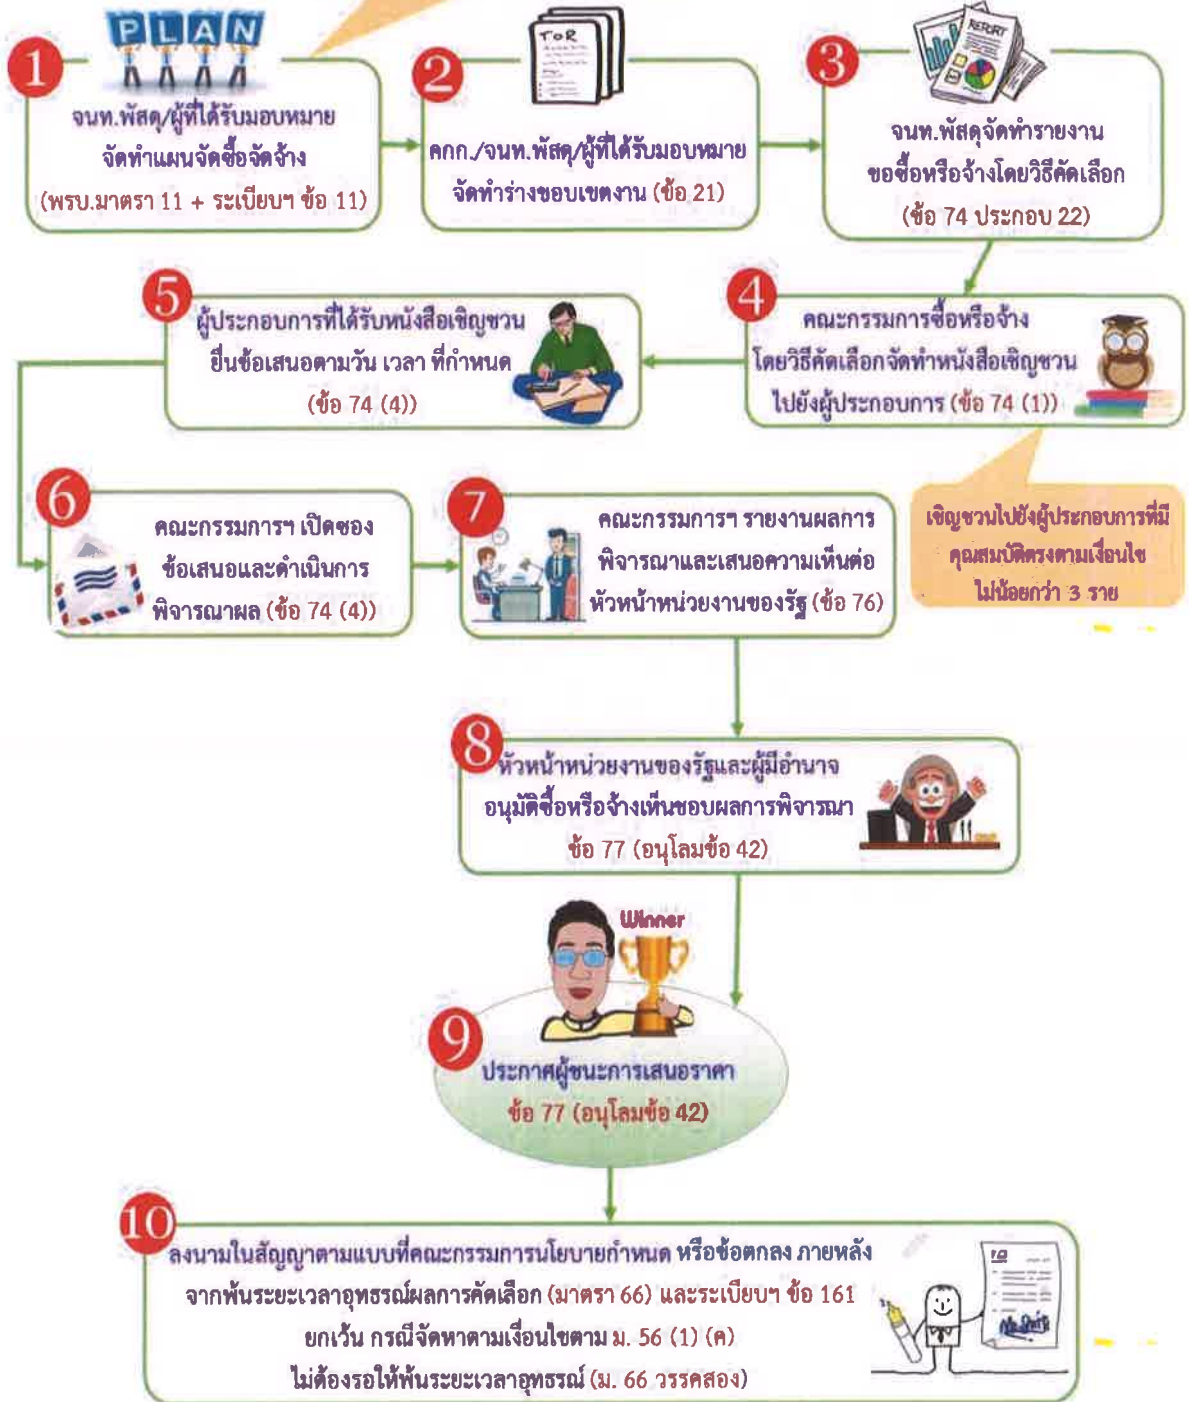 1
PLAN
จนท.พัสดุ/ผู้ที่ได้รับมอบหมาย
จัดทำแผนจัดซื้อจัดจ้าง
(พรบ.มาตรา 11 + ระเบียบฯ ข้อ 11)
2
TOR
คกก./จนท.พัสดุ/ผู้ที่ได้รับมอบหมาย
จัดทำร่างขอบเขตงาน (ข้อ 21)
3
REPORT
จนท.พัสดุจัดทำรายงาน
ขอซื้อหรือจ้างโดยวิธีคัดเลือก
(ข้อ 74 ประกอบ 22)
4
คณะกรรมการซื้อหรือจ้าง
โดยวิธีคัดเลือกจัดทำหนังสือเชิญชวน
ไปยังผู้ประกอบการ (ข้อ 74 (1))
เชิญชวนไปยังผู้ประกอบการที่มี
คุณสมบัติตรงตามเงื่อนไข
ไม่น้อยกว่า 3 ราย
5
ผู้ประกอบการที่ได้รับหนังสือเชิญชวน
ยื่นข้อเสนอตามวัน เวลา ที่กำหนด
(ข้อ 74 (4))
6
คณะกรรมการฯ เปิดซอง
ข้อเสนอและดำเนินการ
พิจารณาผล (ข้อ 74 (4))
7
คณะกรรมการฯ รายงานผลการ
พิจารณาและเสนอความเห็นต่อ
หัวหน้าหน่วยงานของรัฐ (ข้อ 76)
8
หัวหน้าหน่วยงานของรัฐและผู้มีอำนาจ
อนุมัติซื้อหรือจ้างเห็นชอบผลการพิจารณา
ข้อ 77 (อนุโลมข้อ 42)
Winner
9
ประกาศผู้ชนะการเสนอราคา
ข้อ 77 (อนุโลมข้อ 42)
10
ลงนามในสัญญาตามแบบที่คณะกรรมการนโยบายกำหนด หรือข้อตกลง ภายหลัง
จากพ้นระยะเวลาอุทธรณ์ผลการคัดเลือก (มาตรา 66) และระเบียบฯ ข้อ 161
ยกเว้น กรณีจัดหาตามเงื่อนไขตาม ม. 56 (1) (ค)
ไม่ต้องรอให้พ้นระยะเวลาอุทธรณ์ (ม. 66 วรรคสอง)